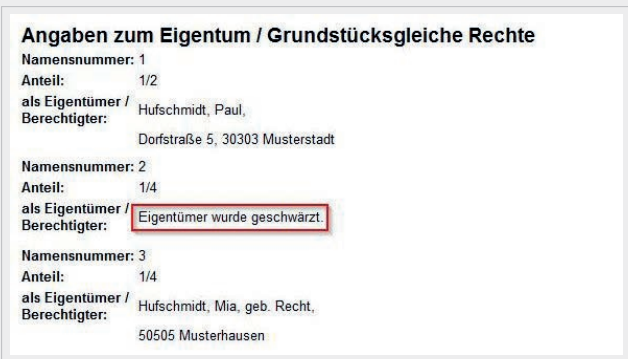 Angaben zum Eigentum / Grundstücksgleiche Rechte
Namensnummer: 1
Anteil: 1/2
als Eigentümer /
Berechtigter: Hufschmidt, Paul,
Dorfstraße 5, 30303 Musterstadt
Namensnummer: 2
Anteil: 1/4
als Eigentümer /
Berechtigter: Eigentümer wurde geschwärzt.
Namensnummer: 3
Anteil: 1/4
als Eigentümer /
Berechtigter: Hufschmidt, Mia, geb. Recht,
50505 Musterhausen